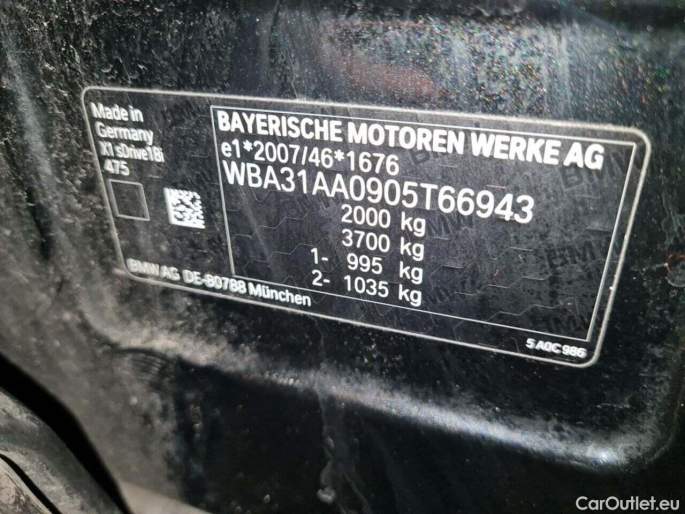 Made in
Germany
X1 sDrive18i
475
BAYERISCHE MOTOREN WERKE AG
e1*2007/46*1676
WBA31AA0905T66943
2000 kg
3700 kg
1- 995 kg
2- 1035 kg
BMW AG DE-80788 München
5 A0C 986
CarOutlet.eu